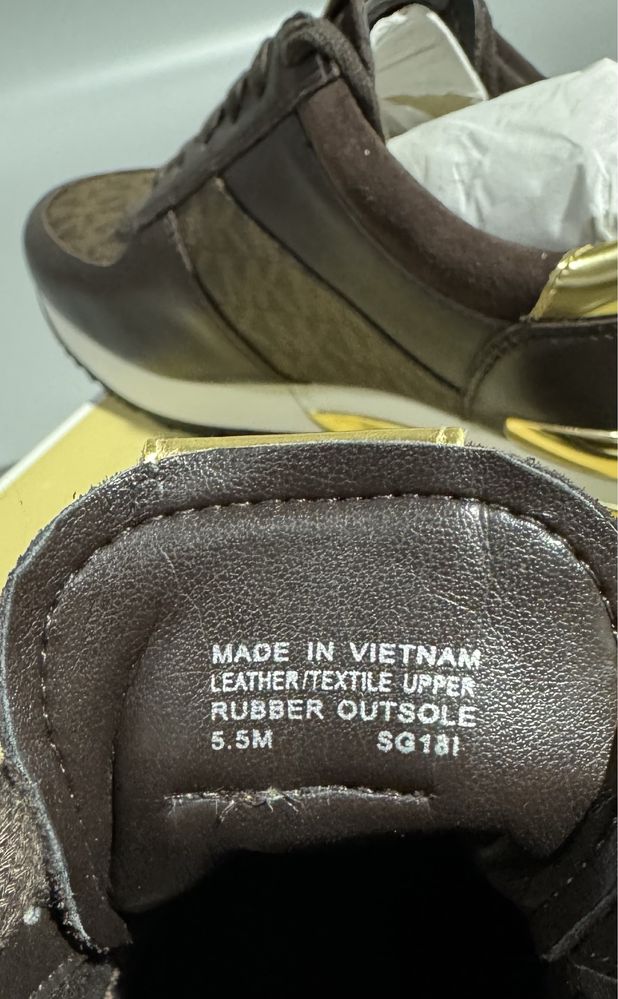 MADE IN VIETNAM
LEATHER/TEXTILE UPPER
RUBBER OUTSOLE
5.5M SG18I